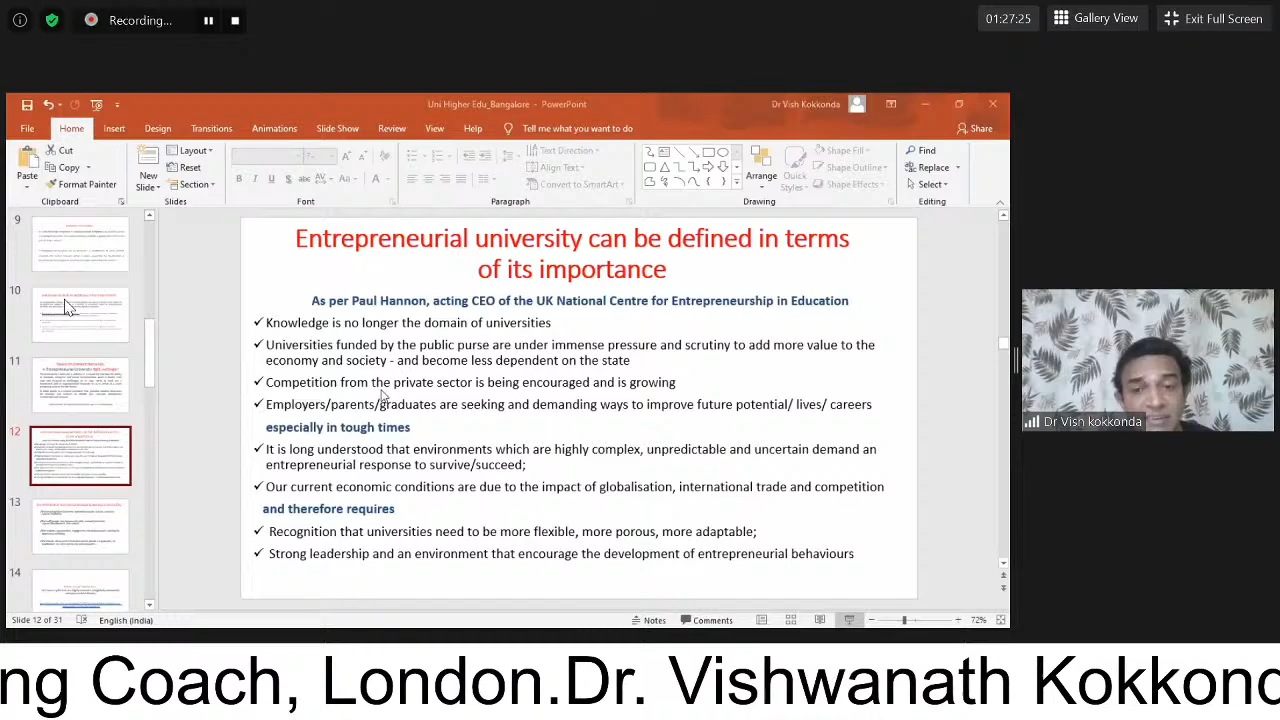 Recording...
01:27:25
Gallery View
Exit Full Screen
Uni Higher Edu_Bangalore - PowerPoint
Dr Vish Kokkonda
File Home Insert Design Transitions Animations Slide Show Review View Help Tell me what you want to do
Share
Paste
Cut
Copy
Format Painter
Clipboard
New
Slide
Layout
Reset
Section
Font
Text Direction
Align Text
Convert to SmartArt
Paragraph
Arrange
Quick
Styles
Shape Fill
Shape Outline
Shape Effects
Drawing
Find
Replace
Select
Editing
9
10
11
12
13
14
Entrepreneurial university can be defined in terms
of its importance
As per Paul Hannon, acting CEO of the UK National Centre for Entrepreneurship in Education
✓ Knowledge is no longer the domain of universities
✓ Universities funded by the public purse are under immense pressure and scrutiny to add more value to the
economy and society - and become less dependent on the state
✓ Competition from the private sector is being encouraged and is growing
✓ Employers/parents/graduates are seeking and demanding ways to improve future potential/ lives/ careers
especially in tough times
✓ It is long understood that environments which are highly complex, unpredictable and uncertain demand an
entrepreneurial response to survive/succeed;
✓ Our current economic conditions are due to the impact of globalisation, international trade and competition
and therefore requires
✓ Recognition that universities need to be more flexible, more porous, more adaptable;
✓ Strong leadership and an environment that encourage the development of entrepreneurial behaviours
Dr Vish kokkonda
Slide 12 of 31
English (India)
Notes
Comments
72%
ng Coach, London.Dr. Vishwanath Kokkond